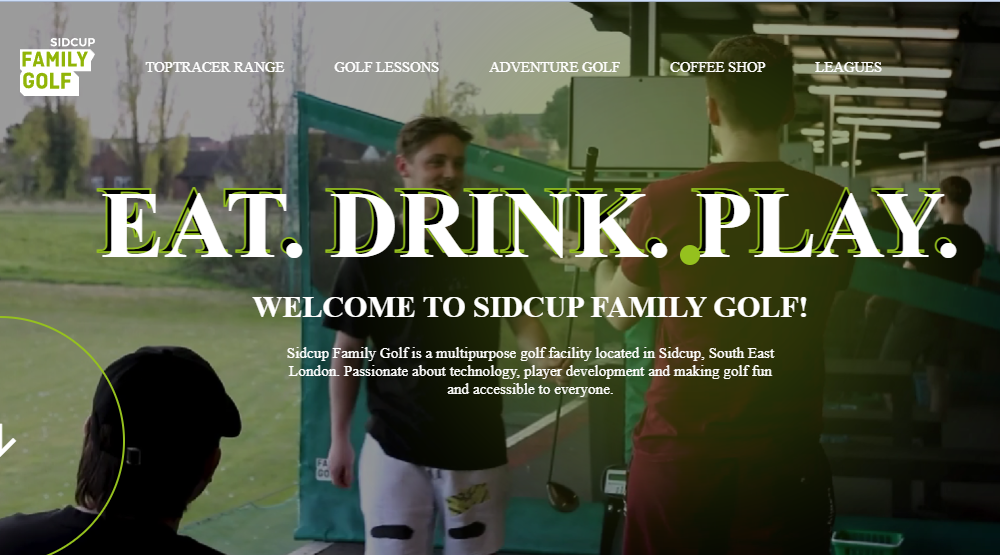 SIDCUP
FAMILY
GOLF
TOPTRACER RANGE GOLF LESSONS ADVENTURE GOLF COFFEE SHOP LEAGUES
EAT. DRINK. PLAY.
WELCOME TO SIDCUP FAMILY GOLF!
Sidcup Family Golf is a multipurpose golf facility located in Sidcup, South East
London. Passionate about technology, player development and making golf fun
and accessible to everyone.